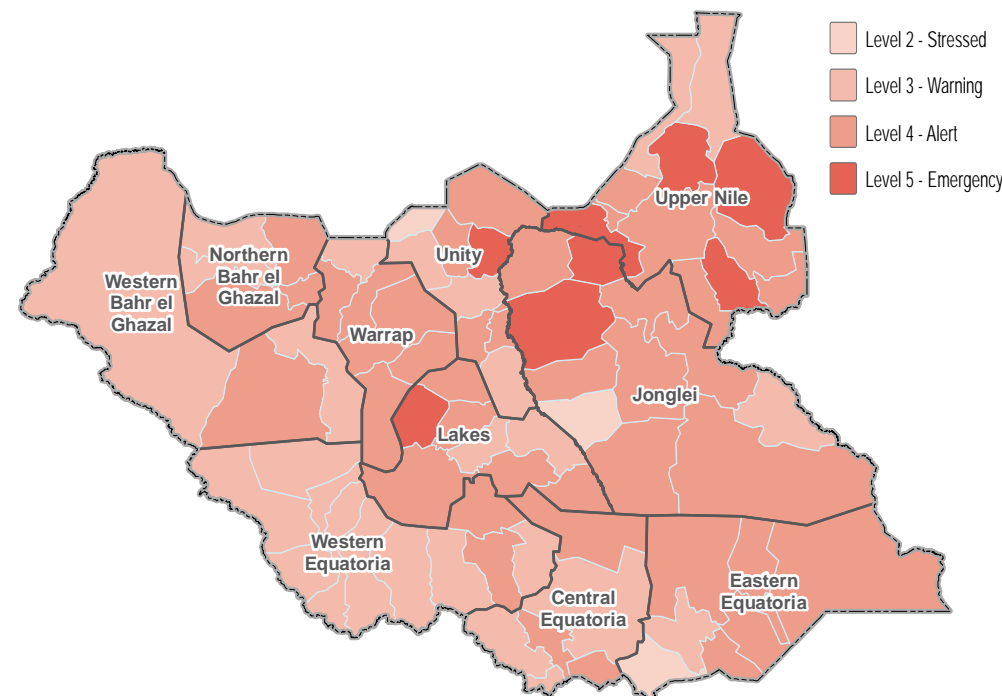 Level 2 - Stressed
Level 3 - Warning
Level 4 - Alert
Level 5 - Emergency
Upper Nile
Unity
Northern
Bahr el
Ghazal
Western
Bahr el
Ghazal
Warrap
Jonglei
Lakes
Western
Equatoria
Eastern
Equatoria
Central
Equatoria